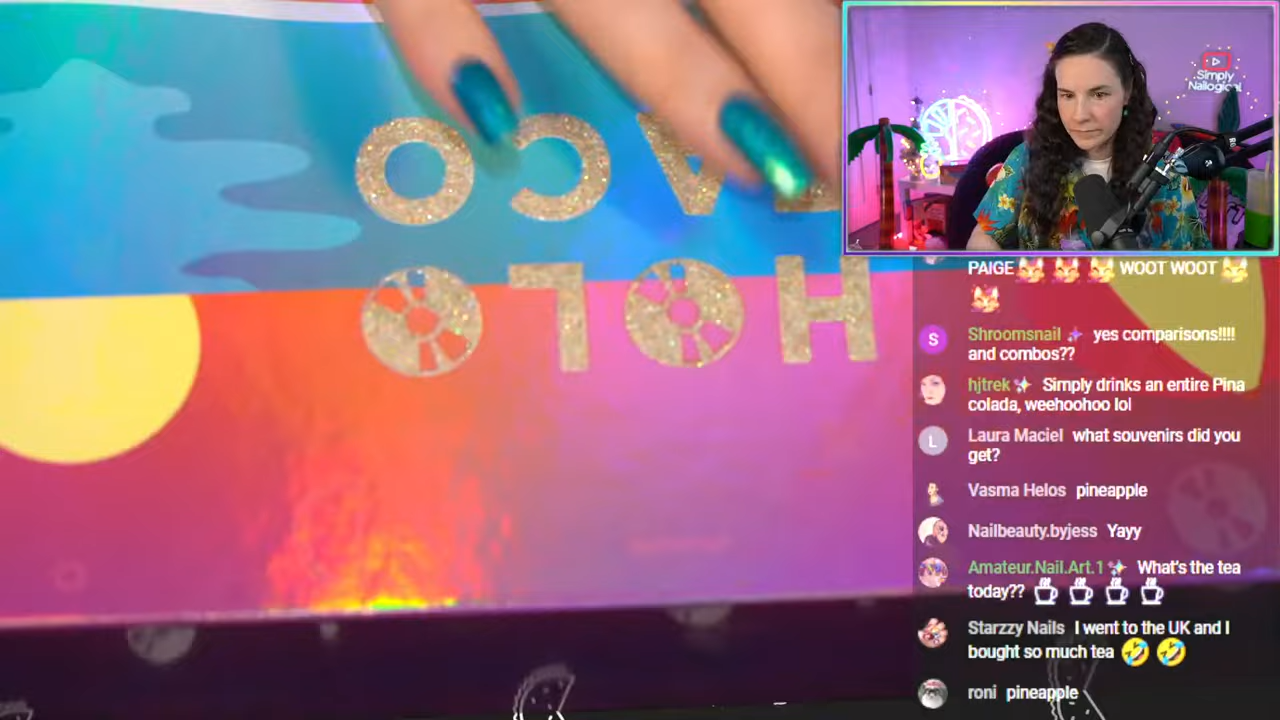 OCAC
HOLO
Simply
Nailogical
PAIGE WOOT WOOT
Shroomsnail yes comparisons!!!!
and combos??
hjtrek Simply drinks an entire Pina
colada, weehoohoo lol
Laura Maciel what souvenirs did you
get?
S
L
Vasma Helos pineapple
Nailbeauty.byjess Yayy
Amateur.Nail.Art.1 What's the tea
today??
Starzzy Nails I went to the UK and I
bought so much tea 
roni pineapple